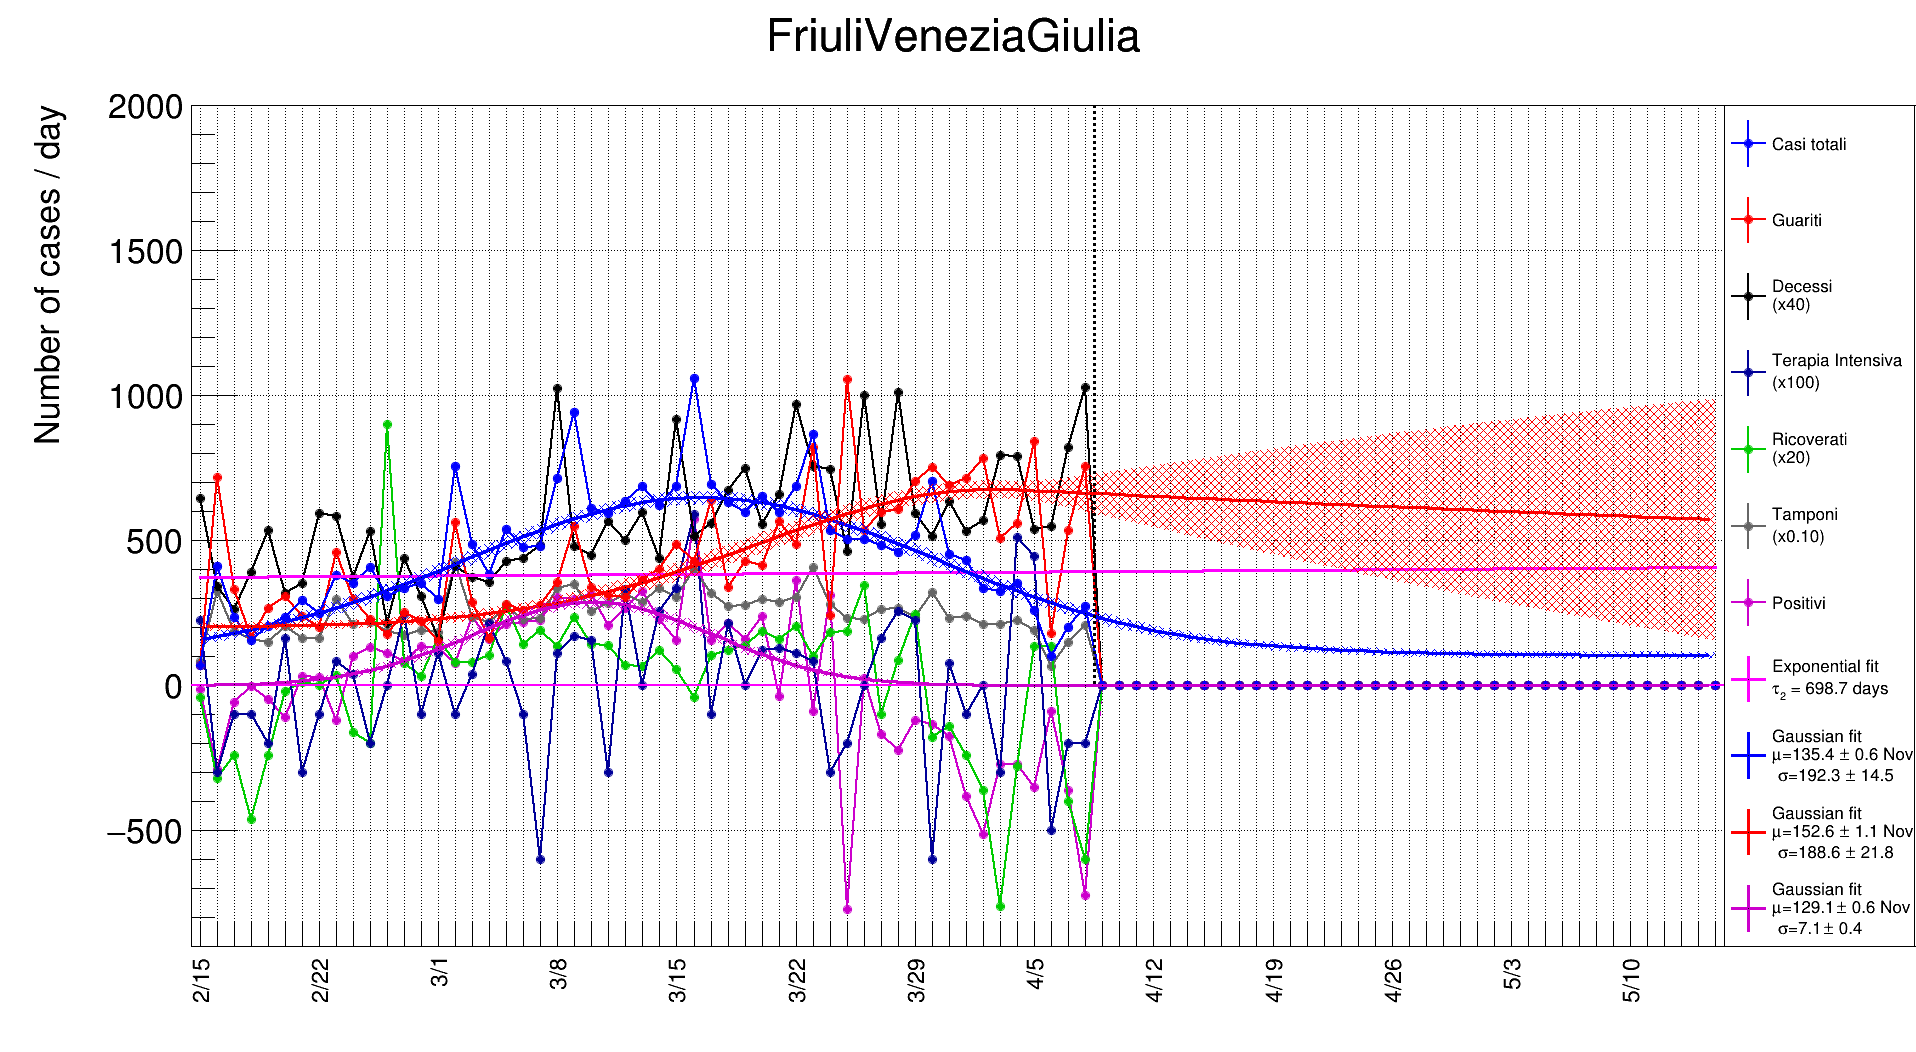 FriuliVeneziaGiulia
Number of cases / day
2000
1500
1000
500
0
−500
2/15
2/22
3/1
3/8
3/15
3/22
3/29
4/5
4/12
4/19
4/26
5/3
5/10
Casi totali
Guariti
Decessi
(x40)
Terapia Intensiva
(x100)
Ricoverati
(x20)
Tamponi
(x0.10)
Positivi
Exponential fit
τ2 = 698.7 days
Gaussian fit
μ=135.4 ± 0.6 Nov
σ=192.3 ± 14.5
Gaussian fit
μ=152.6 ± 1.1 Nov
σ=188.6 ± 21.8
Gaussian fit
μ=129.1 ± 0.6 Nov
σ=7.1 ± 0.4